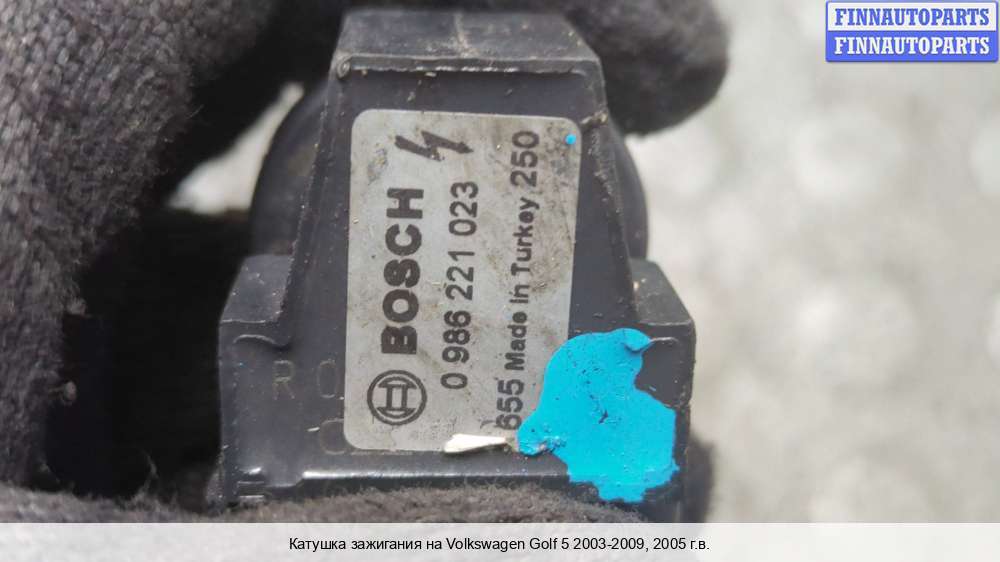 FINNAUTOPARTS
FINNAUTOPARTS
BOSCH
0 986 221 023
655 Made in Turkey 250
R O
Катушка зажигания на Volkswagen Golf 5 2003-2009, 2005 г.в.